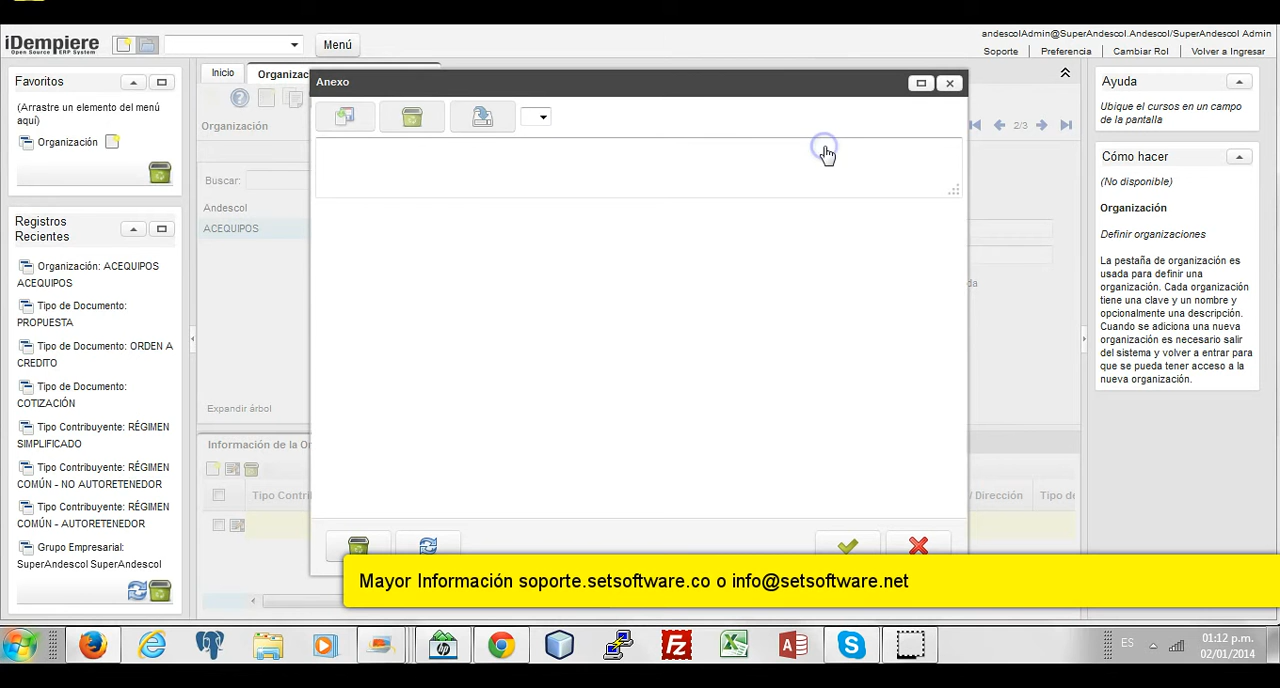 iDempiere
Open Source ERP System
Menú
andescolAdmin@SuperAndescol.Andescol/SuperAndescol Admin
Soporte | Preferencia | Cambiar Rol | Volver a Ingresar
Favoritos
(Arrastre un elemento del menú
aquí)
Organización
Registros
Recientes
Organización: ACEQUIPOS
ACEQUIPOS
Tipo de Documento:
PROPUESTA
Tipo de Documento: ORDEN A
CREDITO
Tipo de Documento:
COTIZACIÓN
Tipo Contribuyente: RÉGIMEN
SIMPLIFICADO
Tipo Contribuyente: RÉGIMEN
COMÚN - NO AUTORETENEDOR
Tipo Contribuyente: RÉGIMEN
COMÚN - AUTORETENEDOR
Grupo Empresarial:
SuperAndescol SuperAndescol
Inicio
Organizac
Organización
2/3
Buscar:
Andescol
ACEQUIPOS
da
Expandir árbol
Información de la O
Tipo Contri
/ Dirección
Tipo de
Anexo
Ayuda
Ubique el cursos en un campo
de la pantalla
Cómo hacer
(No disponible)
Organización
Definir organizaciones
La pestaña de organización es
usada para definir una
organización. Cada organización
tiene una clave y un nombre y
opcionalmente una descripción.
Cuando se adiciona una nueva
organización es necesario salir
del sistema y volver a entrar para
que se pueda tener acceso a la
nueva organización.
Mayor Información soporte.setsoftware.co o info@setsoftware.net
ES
01:12 p.m.
02/01/2014